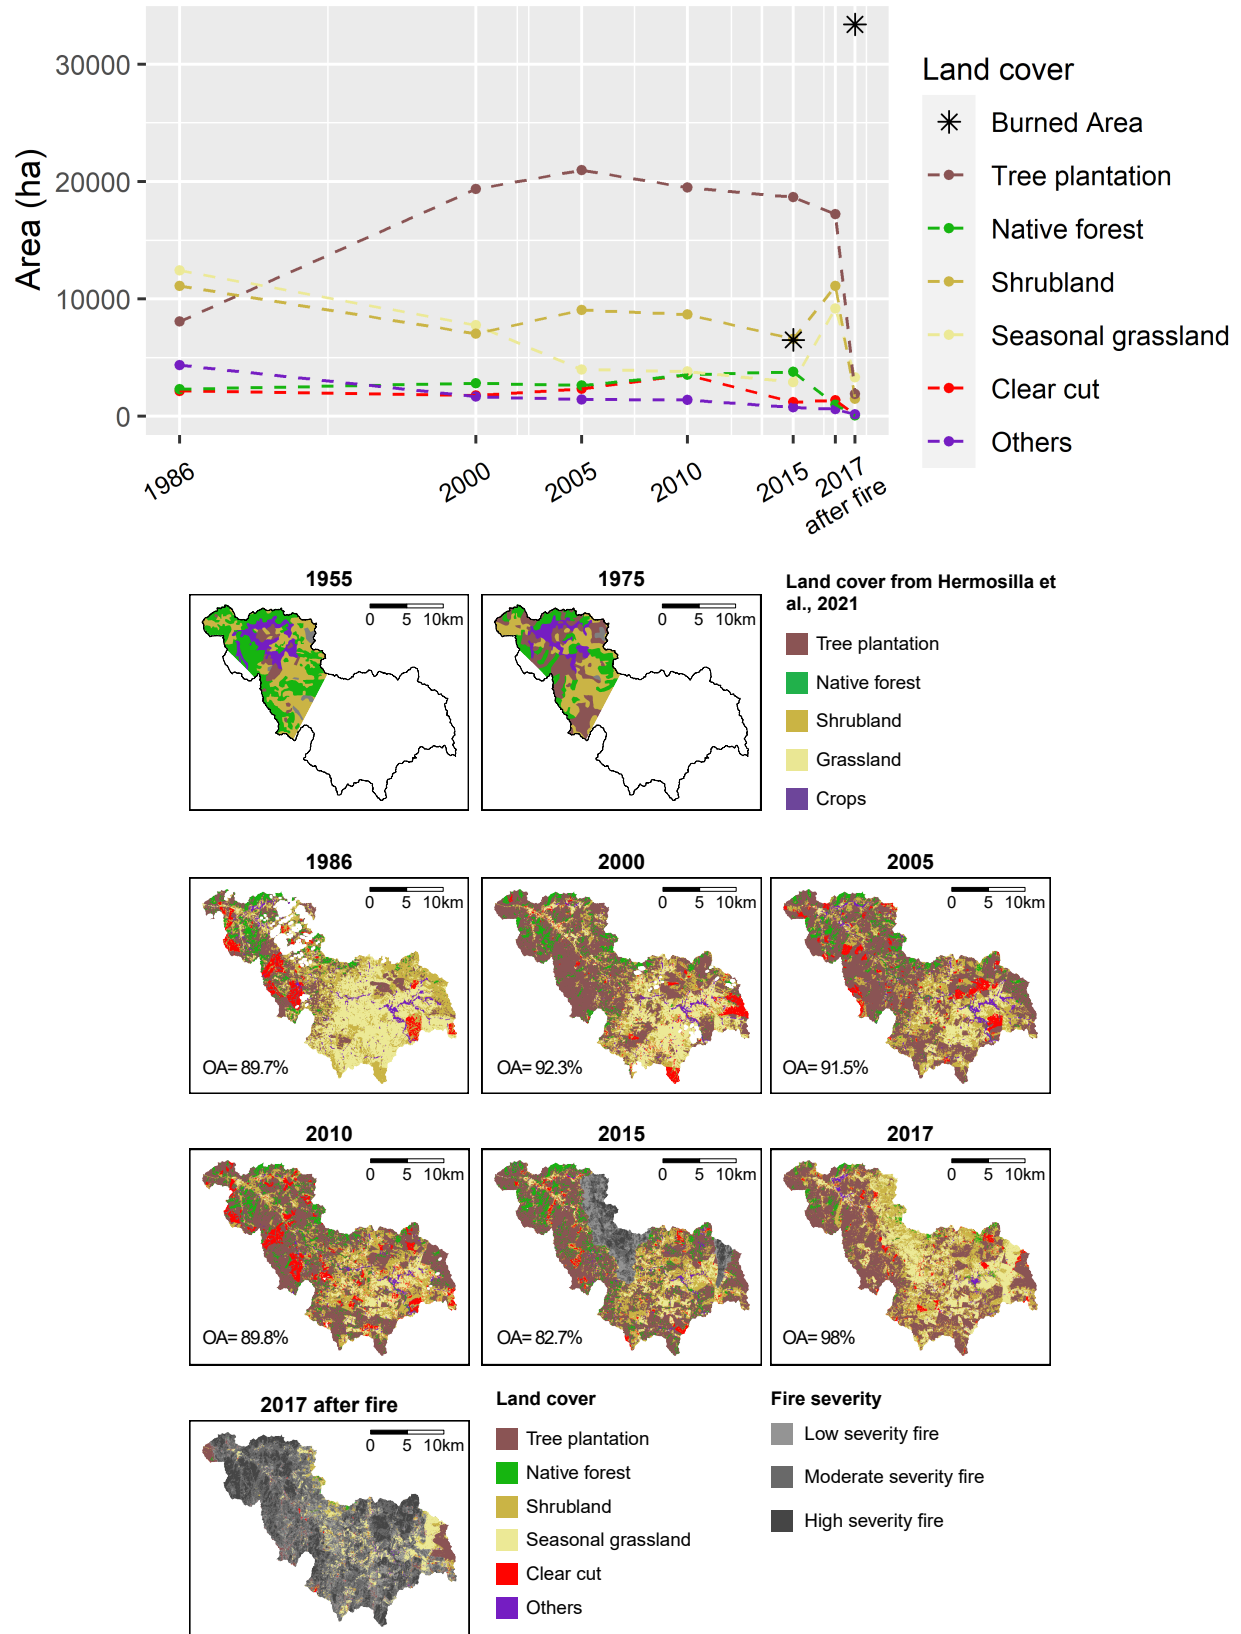 30000
20000
10000
0
Area (ha)
1986
2000
2005
2010
2015
2017
after fire
Land cover
Burned Area
Tree plantation
Native forest
Shrubland
Seasonal grassland
Clear cut
Others
1955
0 5 10km
1975
0 5 10km
Land cover from Hermosilla et
al., 2021
Tree plantation
Native forest
Shrubland
Grassland
Crops
1986
0 5 10km
OA= 89.7%
2000
0 5 10km
OA= 92.3%
2005
0 5 10km
OA= 91.5%
2010
0 5 10km
OA= 89.8%
2015
0 5 10km
OA= 82.7%
2017
0 5 10km
OA= 98%
2017 after fire
0 5 10km
Land cover
Tree plantation
Native forest
Shrubland
Seasonal grassland
Clear cut
Others
Fire severity
Low severity fire
Moderate severity fire
High severity fire